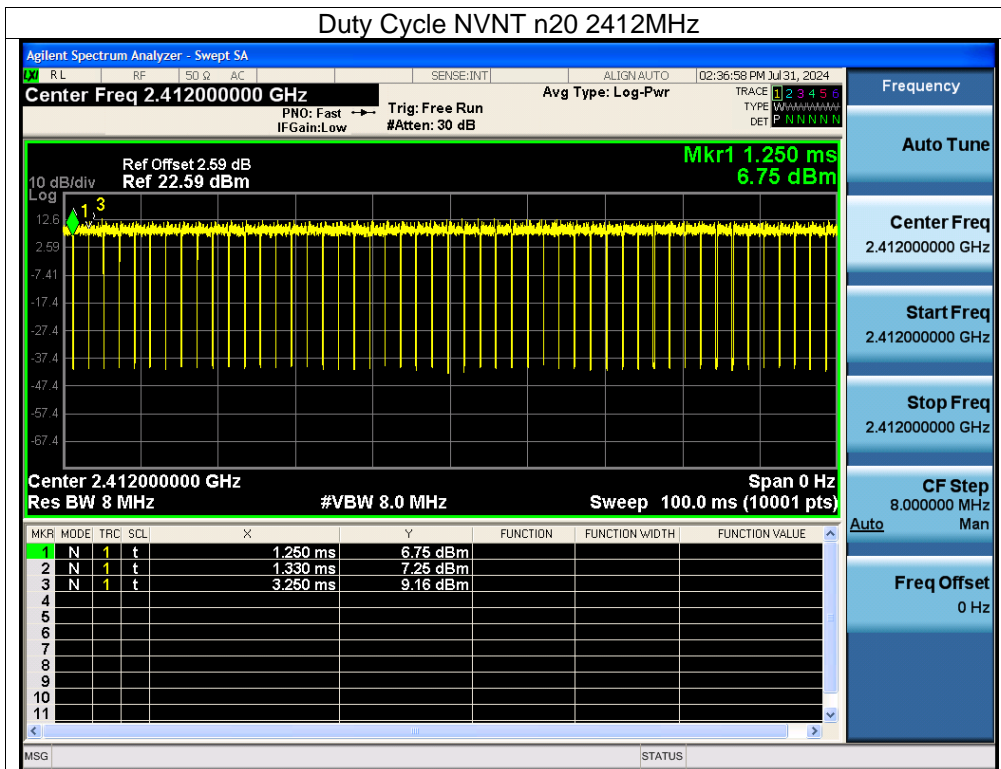 Duty Cycle NVNT n20 2412MHz
Agilent Spectrum Analyzer - Swept SA
LXI RL RF 50 Ω AC SENSE:INT ALIGN AUTO 02:36:58 PM Jul 31, 2024
Center Freq 2.412000000 GHz
PNO: Fast
IFGain:Low
Trig: Free Run
#Atten: 30 dB
Avg Type: Log-Pwr
TRACE 1 2 3 4 5 6
TYPE WWWWWW
DET P N N N N N
Ref Offset 2.59 dB
10 dB/div Ref 22.59 dBm
Log
Mkr1 1.250 ms
6.75 dBm
1 3
12.6
2.59
-7.41
-17.4
-27.4
-37.4
-47.4
-57.4
-67.4
Center 2.412000000 GHz Span 0 Hz
Res BW 8 MHz #VBW 8.0 MHz Sweep 100.0 ms (10001 pts)
MKR MODE TRC SCL X Y FUNCTION FUNCTION WIDTH FUNCTION VALUE
1 N 1 t 1.250 ms 6.75 dBm
2 N 1 t 1.330 ms 7.25 dBm
3 N 1 t 3.250 ms 9.16 dBm
4
5
6
7
8
9
10
11
MSG STATUS
Frequency
Auto Tune
Center Freq
2.412000000 GHz
Start Freq
2.412000000 GHz
Stop Freq
2.412000000 GHz
CF Step
8.000000 MHz
Auto Man
Freq Offset
0 Hz